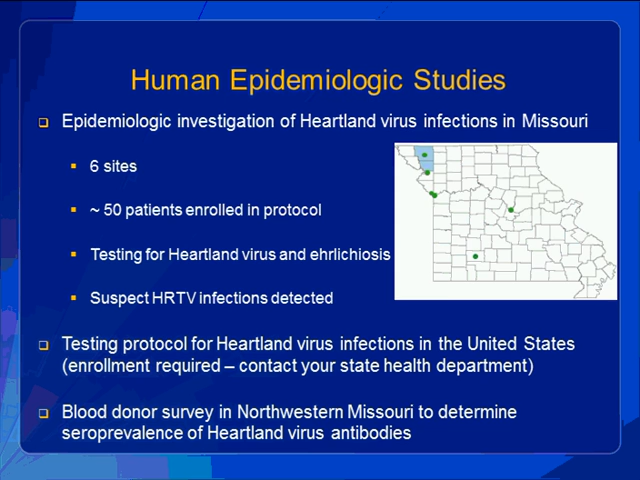 Human Epidemiologic Studies
Epidemiologic investigation of Heartland virus infections in Missouri
6 sites
~ 50 patients enrolled in protocol
Testing for Heartland virus and ehrlichiosis
Suspect HRTV infections detected
Testing protocol for Heartland virus infections in the United States
(enrollment required – contact your state health department)
Blood donor survey in Northwestern Missouri to determine
seroprevalence of Heartland virus antibodies